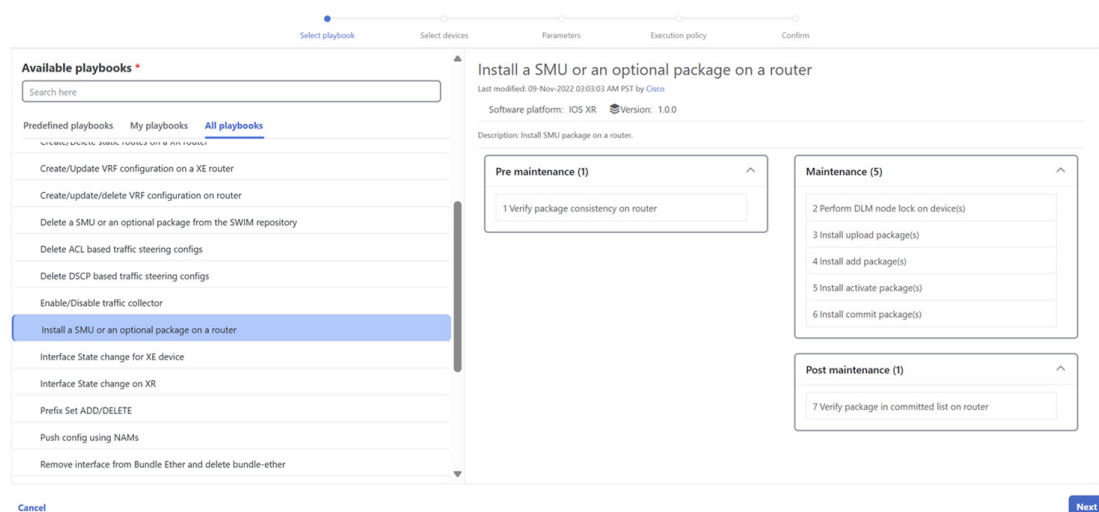 Select playbook
Select devices
Parameters
Execution policy
Confirm
Available playbooks *
Search here
Predefined playbooks My playbooks All playbooks
Create/Delete static routes on a XR router
Create/Update VRF configuration on a XE router
Create/update/delete VRF configuration on router
Delete a SMU or an optional package from the SWIM repository
Delete ACL based traffic steering configs
Delete DSCP based traffic steering configs
Enable/Disable traffic collector
Install a SMU or an optional package on a router
Interface State change for XE device
Interface State change on XR
Prefix Set ADD/DELETE
Push config using NAMs
Remove interface from Bundle Ether and delete bundle-ether
Install a SMU or an optional package on a router
Last modified: 09-Nov-2022 03:03:03 AM PST by Cisco
Software platform: IOS XR Version: 1.0.0
Description: Install SMU package on a router.
Pre maintenance (1)
1 Verify package consistency on router
Maintenance (5)
2 Perform DLM node lock on device(s)
3 Install upload package(s)
4 Install add package(s)
5 Install activate package(s)
6 Install commit package(s)
Post maintenance (1)
7 Verify package in committed list on router
Cancel
Next